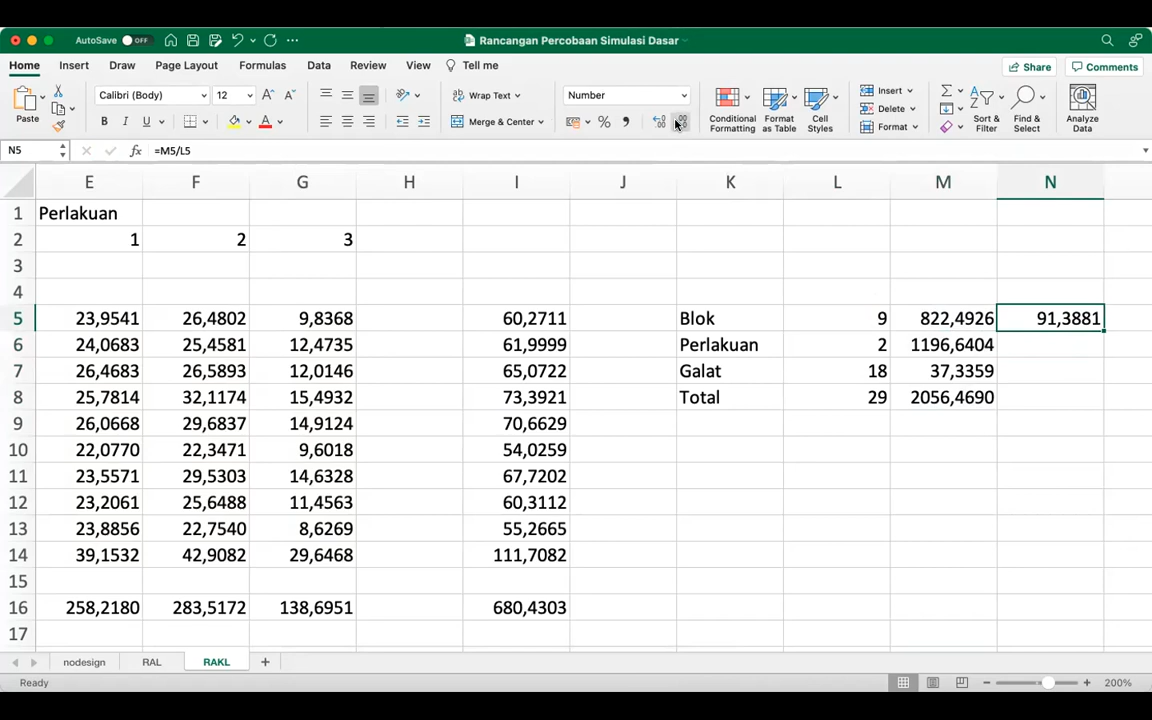 AutoSave OFF Rancangan Percobaan Simulasi Dasar
Home Insert Draw Page Layout Formulas Data Review View Tell me Share Comments
Paste Calibri (Body) 12 Wrap Text Number Insert
B I U Merge & Center Conditional Formatting Format as Table Cell Styles Delete Format Sort & Filter Find & Select Analyze Data
N5 fx =M5/L5
E F G H I J K L M N
1 Perlakuan
2 1 2 3
3
4
5 23,9541 26,4802 9,8368 60,2711 Blok 9 822,4926 91,3881
6 24,0683 25,4581 12,4735 61,9999 Perlakuan 2 1196,6404
7 26,4683 26,5893 12,0146 65,0722 Galat 18 37,3359
8 25,7814 32,1174 15,4932 73,3921 Total 29 2056,4690
9 26,0668 29,6837 14,9124 70,6629
10 22,0770 22,3471 9,6018 54,0259
11 23,5571 29,5303 14,6328 67,7202
12 23,2061 25,6488 11,4563 60,3112
13 23,8856 22,7540 8,6269 55,2665
14 39,1532 42,9082 29,6468 111,7082
15
16 258,2180 283,5172 138,6951 680,4303
17
nodesign RAL RAKL
Ready 200%